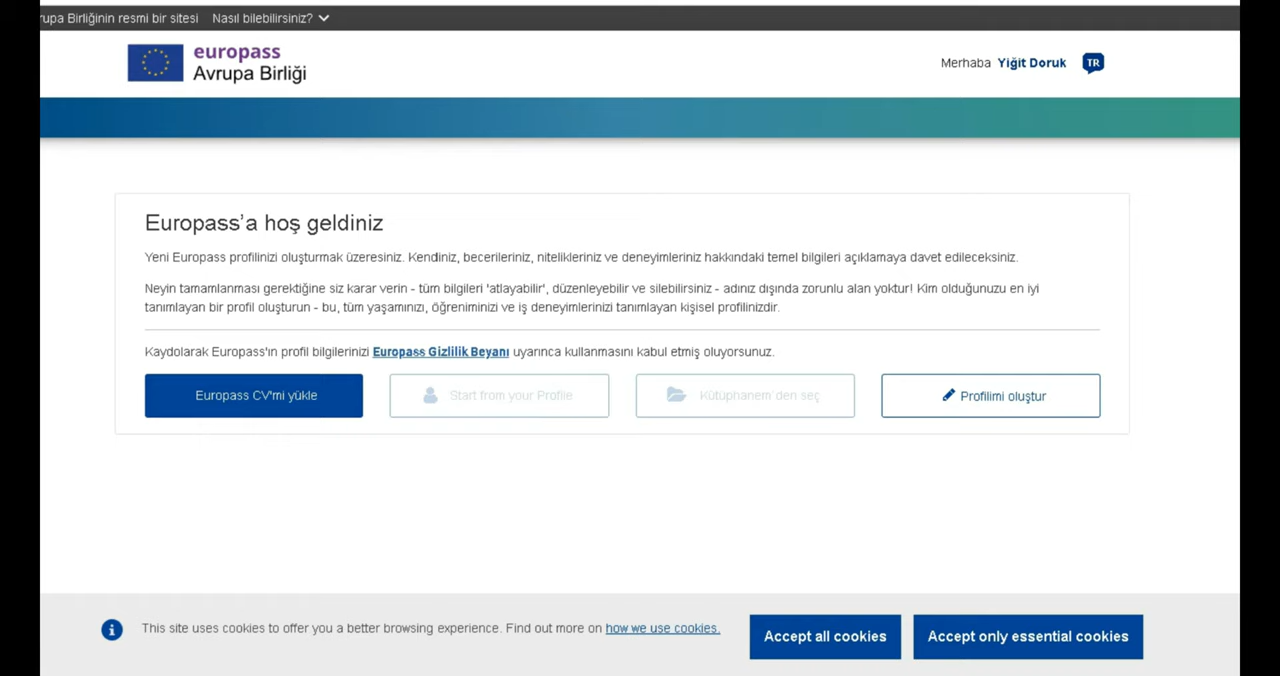 rupa Birliğinin resmi bir sitesi Nasıl bilebilirsiniz?
europass
Avrupa Birliği
Merhaba Yiğit Doruk TR
Europass’a hoş geldiniz
Yeni Europass profilinizi oluşturmak üzeresiniz. Kendiniz, becerileriniz, nitelikleriniz ve deneyimleriniz hakkındaki temel bilgileri açıklamaya davet edileceksiniz.
Neyin tamamlanması gerektiğine siz karar verin - tüm bilgileri 'atlayabilir', düzenleyebilir ve silebilirsiniz - adınız dışında zorunlu alan yoktur! Kim olduğunuzu en iyi
tanımlayan bir profil oluşturun - bu, tüm yaşamınızı, öğreniminizi ve iş deneyimlerinizi tanımlayan kişisel profilinizdir.
Kaydolarak Europass'ın profil bilgilerinizi Europass Gizlilik Beyanı uyarınca kullanmasını kabul etmiş oluyorsunuz.
Europass CV'mi yükle Start from your Profile Kütüphanem'den seç Profilimi oluştur
This site uses cookies to offer you a better browsing experience. Find out more on how we use cookies. Accept all cookies Accept only essential cookies